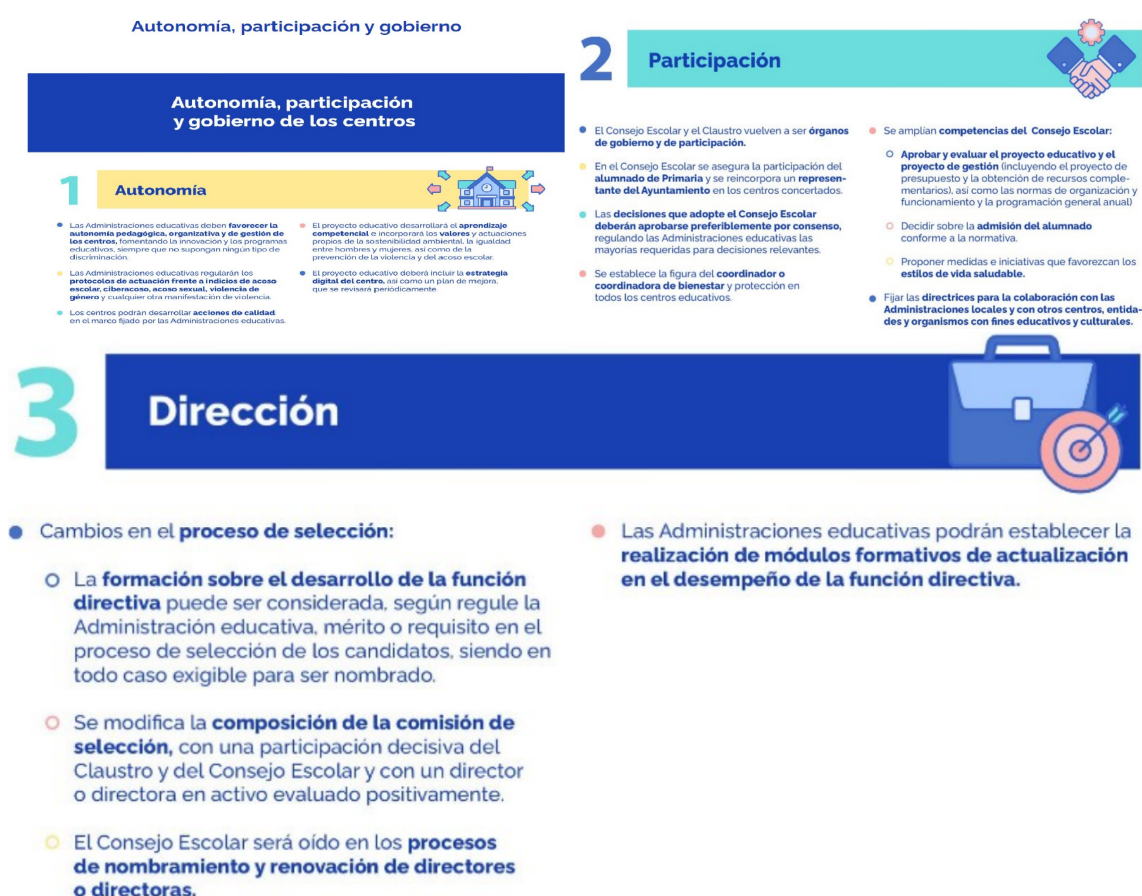 Autonomía, participación y gobierno
Autonomía, participación
y gobierno de los centros
1
Autonomía
Las Administraciones educativas deben favorecer la
autonomía pedagógica, organizativa y de gestión de
los centros, fomentando la innovación y los programas
educativos, siempre que no supongan ningún tipo de
discriminación.
Las Administraciones educativas regularán los
protocolos de actuación frente a indicios de acoso
escolar, ciberacoso, acoso sexual, violencia de
género y cualquier otra manifestación de violencia.
Los centros podrán desarrollar acciones de calidad
en el marco fijado por las Administraciones educativas.
El proyecto educativo desarrollará el aprendizaje
competencial e incorporará los valores y actuaciones
propios de la sostenibilidad ambiental, la igualdad
entre hombres y mujeres, así como de la
prevención de la violencia y del acoso escolar.
El proyecto educativo deberá incluir la estrategia
digital del centro, así como un plan de mejora,
que se revisará periódicamente.
2
Participación
El Consejo Escolar y el Claustro vuelven a ser órganos
de gobierno y de participación.
En el Consejo Escolar se asegura la participación del
alumnado de Primaria y se reincorpora un represen-
tante del Ayuntamiento en los centros concertados.
Las decisiones que adopte el Consejo Escolar
deberán aprobarse preferiblemente por consenso,
regulando las Administraciones educativas las
mayorías requeridas para decisiones relevantes.
Se establece la figura del coordinador o
coordinadora de bienestar y protección en
todos los centros educativos.
Se amplían competencias del Consejo Escolar:
Aprobar y evaluar el proyecto educativo y el
proyecto de gestión (incluyendo el proyecto de
presupuesto y la obtención de recursos comple-
mentarios), así como las normas de organización y
funcionamiento y la programación general anual)
Decidir sobre la admisión del alumnado
conforme a la normativa.
Proponer medidas e iniciativas que favorezcan los
estilos de vida saludable.
Fijar las directrices para la colaboración con las
Administraciones locales y con otros centros, entida-
des y organismos con fines educativos y culturales.
3
Dirección
Cambios en el proceso de selección:
La formación sobre el desarrollo de la función
directiva puede ser considerada, según regule la
Administración educativa, mérito o requisito en el
proceso de selección de los candidatos, siendo en
todo caso exigible para ser nombrado.
Se modifica la composición de la comisión de
selección, con una participación decisiva del
Claustro y del Consejo Escolar y con un director
o directora en activo evaluado positivamente.
El Consejo Escolar será oído en los procesos
de nombramiento y renovación de directores
o directoras.
Las Administraciones educativas podrán establecer la
realización de módulos formativos de actualización
en el desempeño de la función directiva.